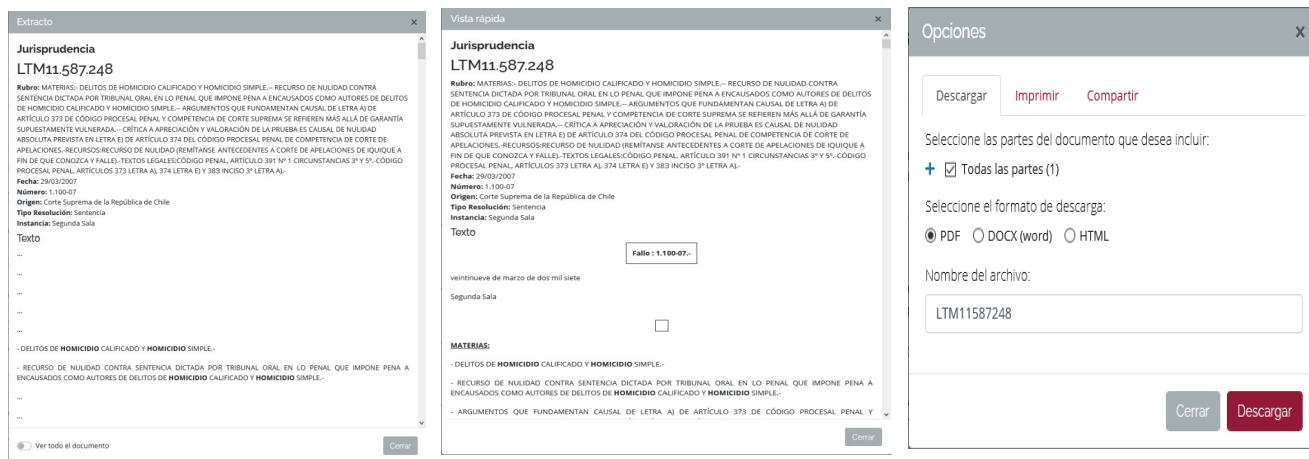 Extracto
x
Jurisprudencia
LTM11.587.248
Rubro: MATERIAS:- DELITOS DE HOMICIDIO CALIFICADO Y HOMICIDIO SIMPLE.-- RECURSO DE NULIDAD CONTRA
SENTENCIA DICTADA POR TRIBUNAL ORAL EN LO PENAL QUE IMPONE PENA A ENCAUSADOS COMO AUTORES DE DELITOS
DE HOMICIDIO CALIFICADO Y HOMICIDIO SIMPLE.-- ARGUMENTOS QUE FUNDAMENTAN CAUSAL DE LETRA A) DE
ARTÍCULO 373 DE CÓDIGO PROCESAL PENAL Y COMPETENCIA DE CORTE SUPREMA SE REFIEREN MÁS ALLÁ DE GARANTÍA
SUPUESTAMENTE VULNERADA.-- CRÍTICA A APRECIACIÓN Y VALORACIÓN DE LA PRUEBA ES CAUSAL DE NULIDAD
ABSOLUTA PREVISTA EN LETRA E) DE ARTÍCULO 374 DEL CÓDIGO PROCESAL PENAL DE COMPETENCIA DE CORTE DE
APELACIONES.-RECURSOS:RECURSO DE NULIDAD (REMÍTANSE ANTECEDENTES A CORTE DE APELACIONES DE IQUIQUE A
FIN DE QUE CONOZCA Y FALLE).-TEXTOS LEGALES:CÓDIGO PENAL, ARTÍCULO 391 Nº 1 CIRCUNSTANCIAS 3ª Y 5ª.-CÓDIGO
PROCESAL PENAL, ARTÍCULOS 373 LETRA A), 374 LETRA E) Y 383 INCISO 3º LETRA A).-
Fecha: 29/03/2007
Número: 1.100-07
Origen: Corte Suprema de la República de Chile
Tipo Resolución: Sentencia
Instancia: Segunda Sala
Texto
...
...
...
...
...
- DELITOS DE HOMICIDIO CALIFICADO Y HOMICIDIO SIMPLE.-
- RECURSO DE NULIDAD CONTRA SENTENCIA DICTADA POR TRIBUNAL ORAL EN LO PENAL QUE IMPONE PENA A
ENCAUSADOS COMO AUTORES DE DELITOS DE HOMICIDIO CALIFICADO Y HOMICIDIO SIMPLE.-
...
...
Ver todo el documento
Cerrar
Vista rápida
x
Jurisprudencia
LTM11.587.248
Rubro: MATERIAS:- DELITOS DE HOMICIDIO CALIFICADO Y HOMICIDIO SIMPLE.-- RECURSO DE NULIDAD CONTRA
SENTENCIA DICTADA POR TRIBUNAL ORAL EN LO PENAL QUE IMPONE PENA A ENCAUSADOS COMO AUTORES DE DELITOS
DE HOMICIDIO CALIFICADO Y HOMICIDIO SIMPLE.-- ARGUMENTOS QUE FUNDAMENTAN CAUSAL DE LETRA A) DE
ARTÍCULO 373 DE CÓDIGO PROCESAL PENAL Y COMPETENCIA DE CORTE SUPREMA SE REFIEREN MÁS ALLÁ DE GARANTÍA
SUPUESTAMENTE VULNERADA.-- CRÍTICA A APRECIACIÓN Y VALORACIÓN DE LA PRUEBA ES CAUSAL DE NULIDAD
ABSOLUTA PREVISTA EN LETRA E) DE ARTÍCULO 374 DEL CÓDIGO PROCESAL PENAL DE COMPETENCIA DE CORTE DE
APELACIONES.-RECURSOS:RECURSO DE NULIDAD (REMÍTANSE ANTECEDENTES A CORTE DE APELACIONES DE IQUIQUE A
FIN DE QUE CONOZCA Y FALLE).-TEXTOS LEGALES:CÓDIGO PENAL, ARTÍCULO 391 Nº 1 CIRCUNSTANCIAS 3ª Y 5ª.-CÓDIGO
PROCESAL PENAL, ARTÍCULOS 373 LETRA A), 374 LETRA E) Y 383 INCISO 3º LETRA A).-
Fecha: 29/03/2007
Número: 1.100-07
Origen: Corte Suprema de la República de Chile
Tipo Resolución: Sentencia
Instancia: Segunda Sala
Texto
Fallo : 1.100-07.-
veintinueve de marzo de dos mil siete
Segunda Sala
MATERIAS:
- DELITOS DE HOMICIDIO CALIFICADO Y HOMICIDIO SIMPLE.-
- RECURSO DE NULIDAD CONTRA SENTENCIA DICTADA POR TRIBUNAL ORAL EN LO PENAL QUE IMPONE PENA A
ENCAUSADOS COMO AUTORES DE DELITOS DE HOMICIDIO CALIFICADO Y HOMICIDIO SIMPLE.-
- ARGUMENTOS QUE FUNDAMENTAN CAUSAL DE LETRA A) DE ARTÍCULO 373 DE CÓDIGO PROCESAL PENAL Y
Cerrar
Opciones
x
Descargar Imprimir Compartir
Seleccione las partes del documento que desea incluir:
+ Todas las partes (1)
Seleccione el formato de descarga:
PDF DOCX (word) HTML
Nombre del archivo:
LTM11587248
Cerrar Descargar